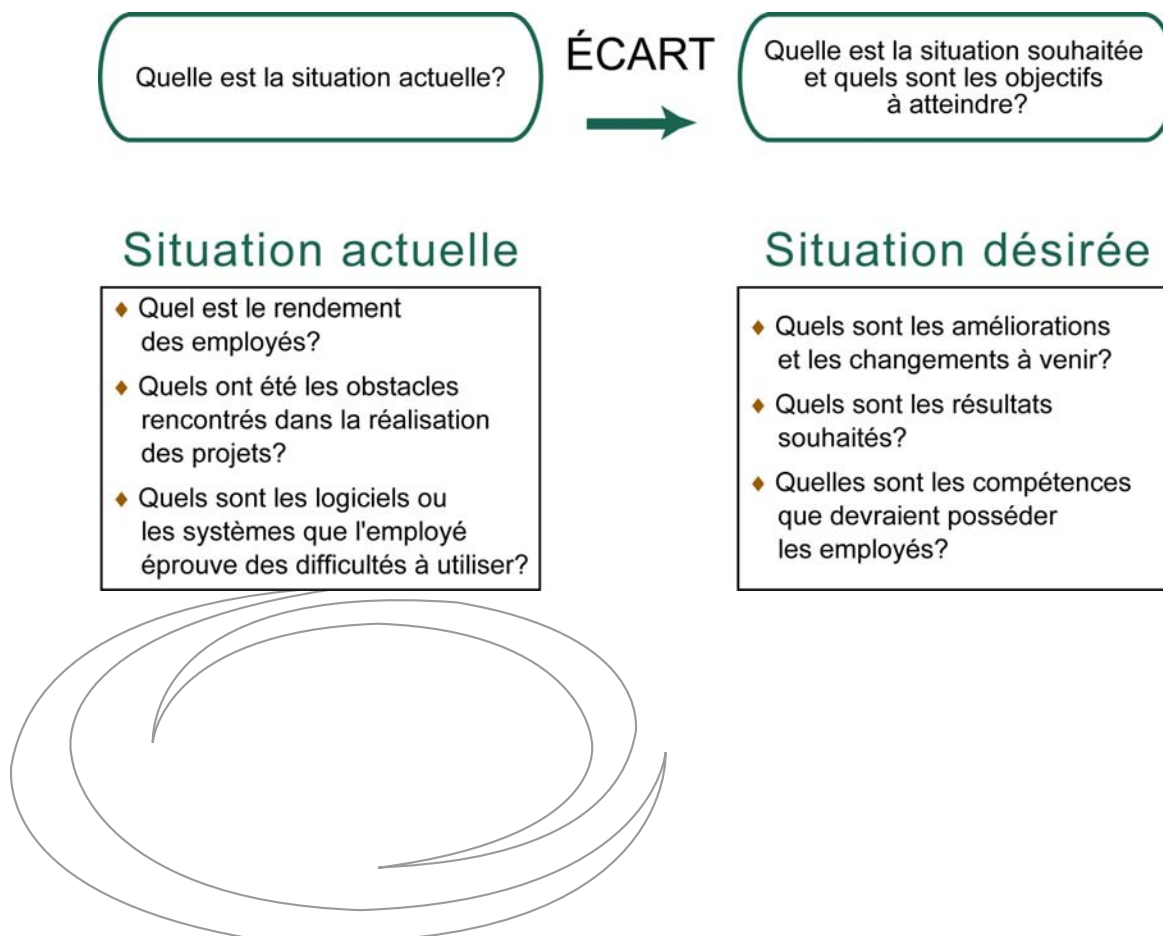 Quelle est la situation actuelle?
ÉCART
Quelle est la situation souhaitée
et quels sont les objectifs
à atteindre?
Situation actuelle
Quel est le rendement
des employés?
Quels ont été les obstacles
rencontrés dans la réalisation
des projets?
Quels sont les logiciels ou
les systèmes que l'employé
éprouve des difficultés à utiliser?
Situation désirée
Quels sont les améliorations
et les changements à venir?
Quels sont les résultats
souhaités?
Quelles sont les compétences
que devraient posséder
les employés?